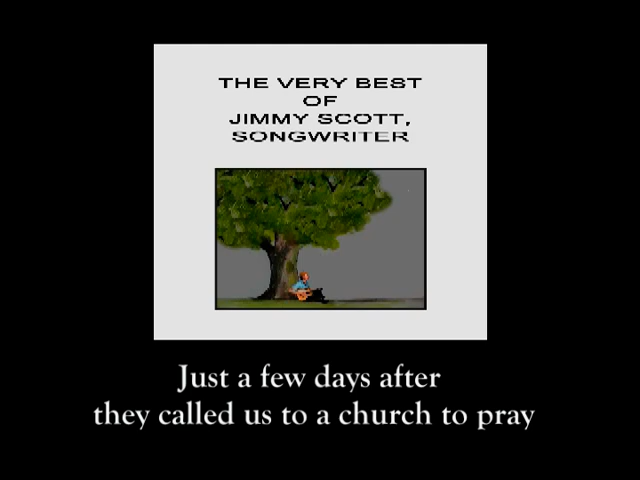 THE VERY BEST
OF
JIMMY SCOTT,
SONGWRITER
Just a few days after
they called us to a church to pray